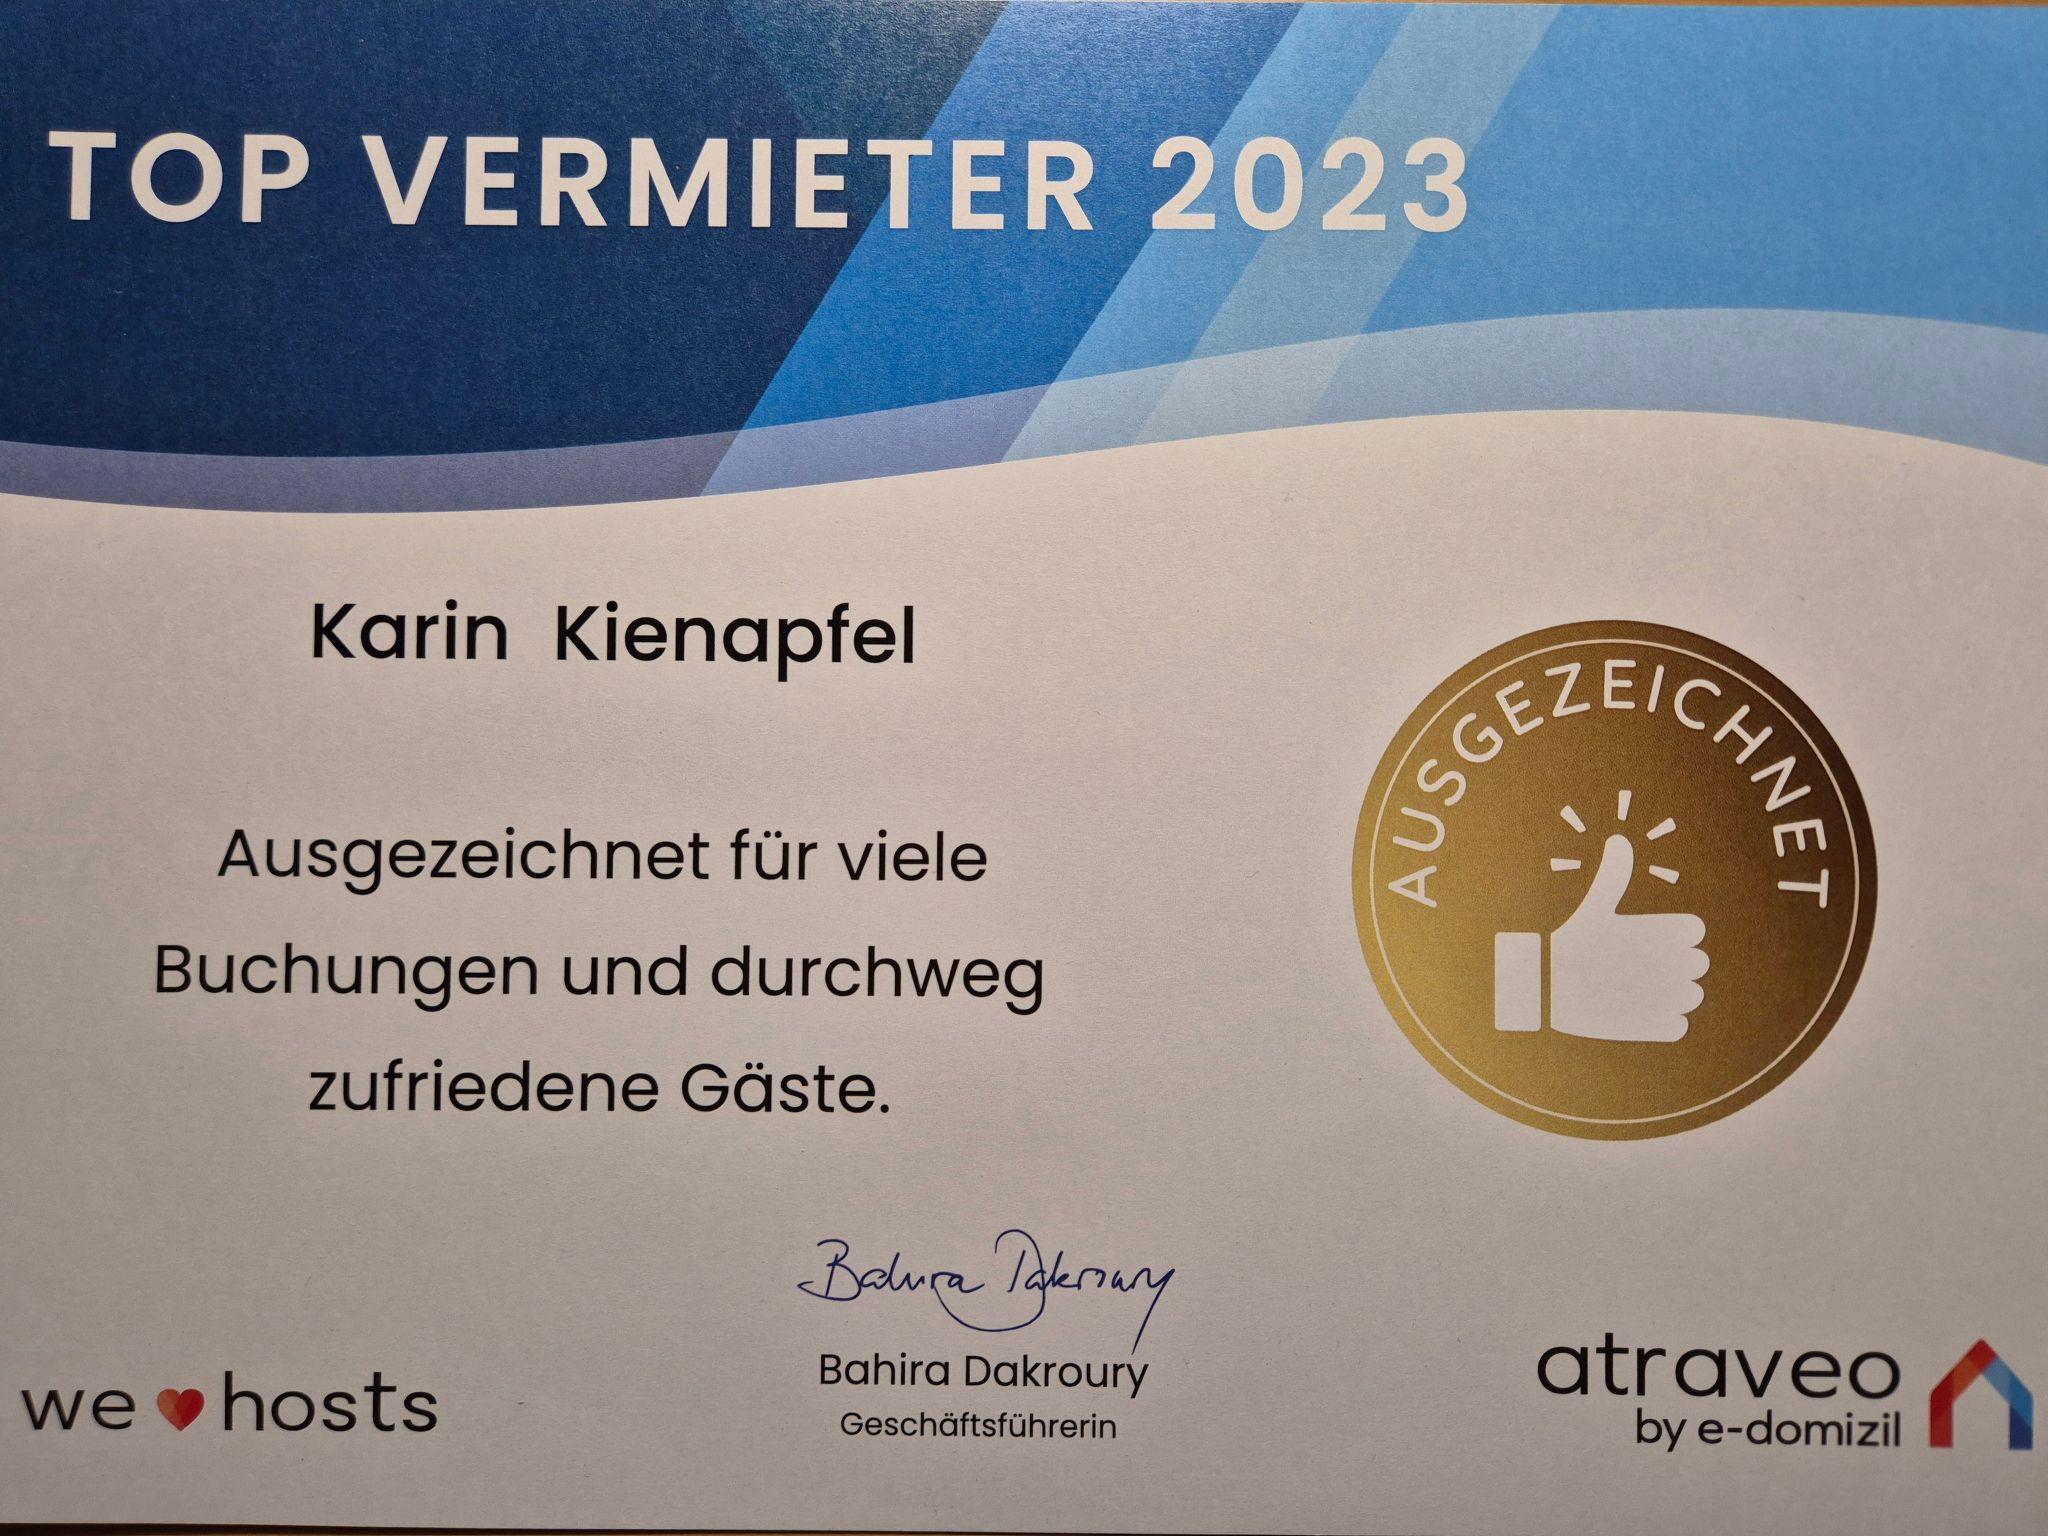 TOP VERMIETER 2023
Karin Kienapfel
AUSGEZEICHNET
Ausgezeichnet für viele
Buchungen und durchweg
zufriedene Gäste.
Bahira Dakroury
Bahira Dakroury
Geschäftsführerin
we hosts
atraveo
by e-domizil